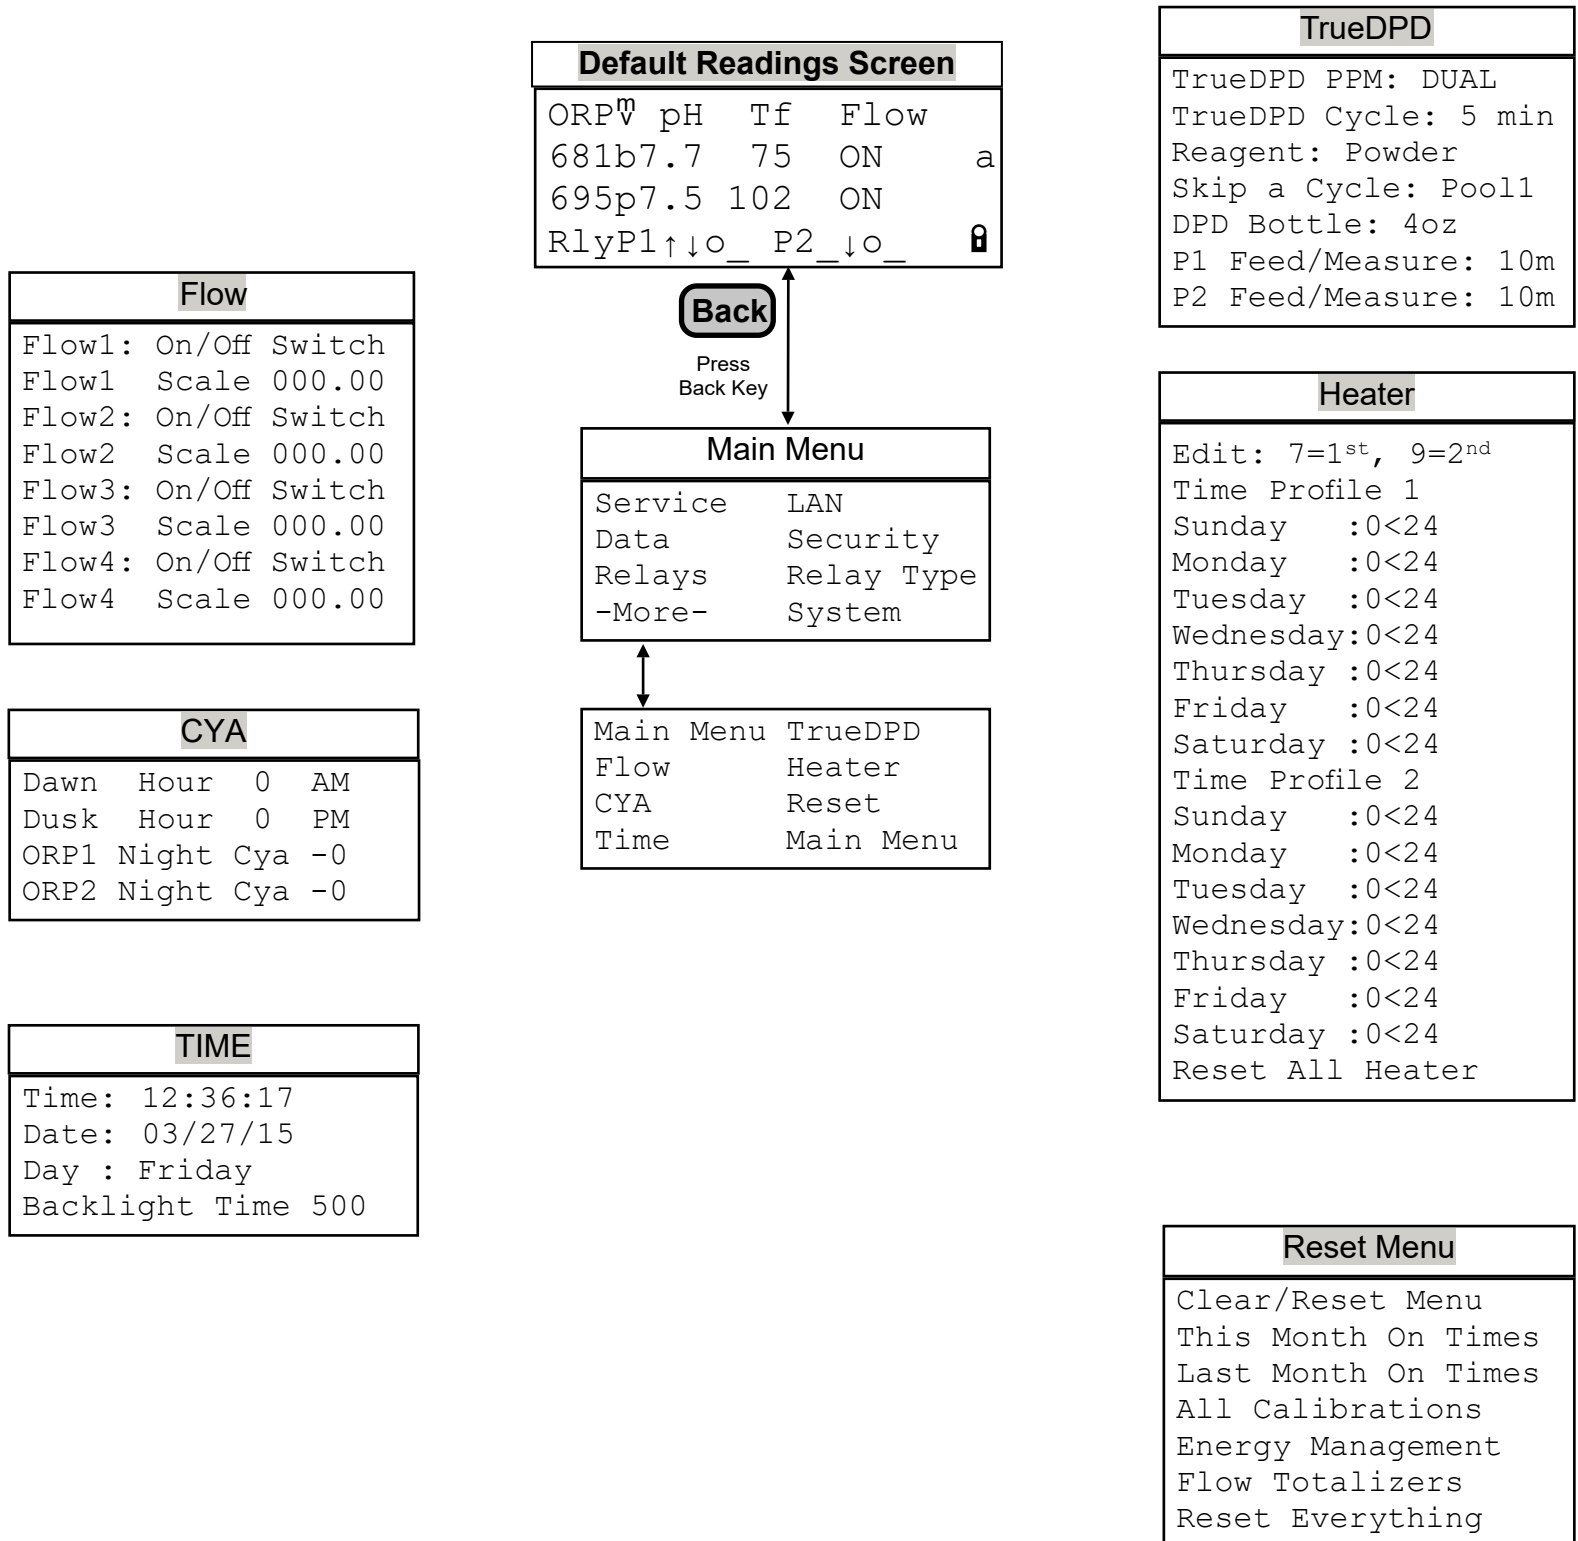 Default Readings Screen
ORPmV pH Tf Flow
681b7.7 75 ON a
695p7.5 102 ON
RlyP1↑↓o_ P2_↓o_
Back
Press
Back Key
Main Menu
Service LAN
Data Security
Relays Relay Type
-More- System
Main Menu TrueDPD
Flow Heater
CYA Reset
Time Main Menu
Flow
Flow1: On/Off Switch
Flow1 Scale 000.00
Flow2: On/Off Switch
Flow2 Scale 000.00
Flow3: On/Off Switch
Flow3 Scale 000.00
Flow4: On/Off Switch
Flow4 Scale 000.00
CYA
Dawn Hour 0 AM
Dusk Hour 0 PM
ORP1 Night Cya -0
ORP2 Night Cya -0
TIME
Time: 12:36:17
Date: 03/27/15
Day : Friday
Backlight Time 500
TrueDPD
TrueDPD PPM: DUAL
TrueDPD Cycle: 5 min
Reagent: Powder
Skip a Cycle: Pool1
DPD Bottle: 4oz
P1 Feed/Measure: 10m
P2 Feed/Measure: 10m
Heater
Edit: 7=1st, 9=2nd
Time Profile 1
Sunday :0<24
Monday :0<24
Tuesday :0<24
Wednesday:0<24
Thursday :0<24
Friday :0<24
Saturday :0<24
Time Profile 2
Sunday :0<24
Monday :0<24
Tuesday :0<24
Wednesday:0<24
Thursday :0<24
Friday :0<24
Saturday :0<24
Reset All Heater
Reset Menu
Clear/Reset Menu
This Month On Times
Last Month On Times
All Calibrations
Energy Management
Flow Totalizers
Reset Everything